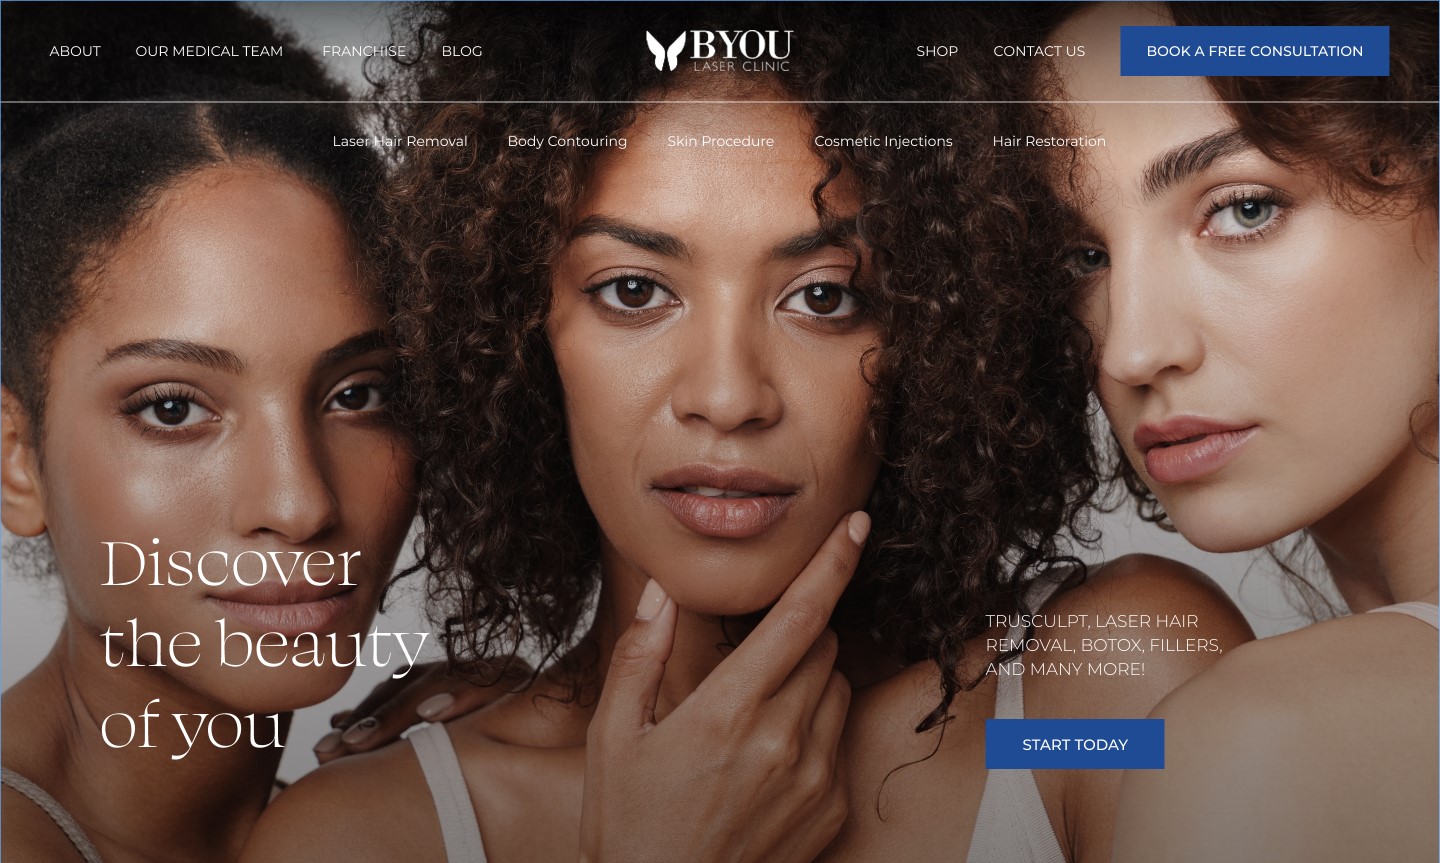 ABOUT OUR MEDICAL TEAM FRANCHISE BLOG BYOU LASER CLINIC SHOP CONTACT US BOOK A FREE CONSULTATION
Laser Hair Removal Body Contouring Skin Procedure Cosmetic Injections Hair Restoration
Discover
the beauty
of you
TRUSCULPT, LASER HAIR
REMOVAL, BOTOX, FILLERS,
AND MANY MORE!
START TODAY